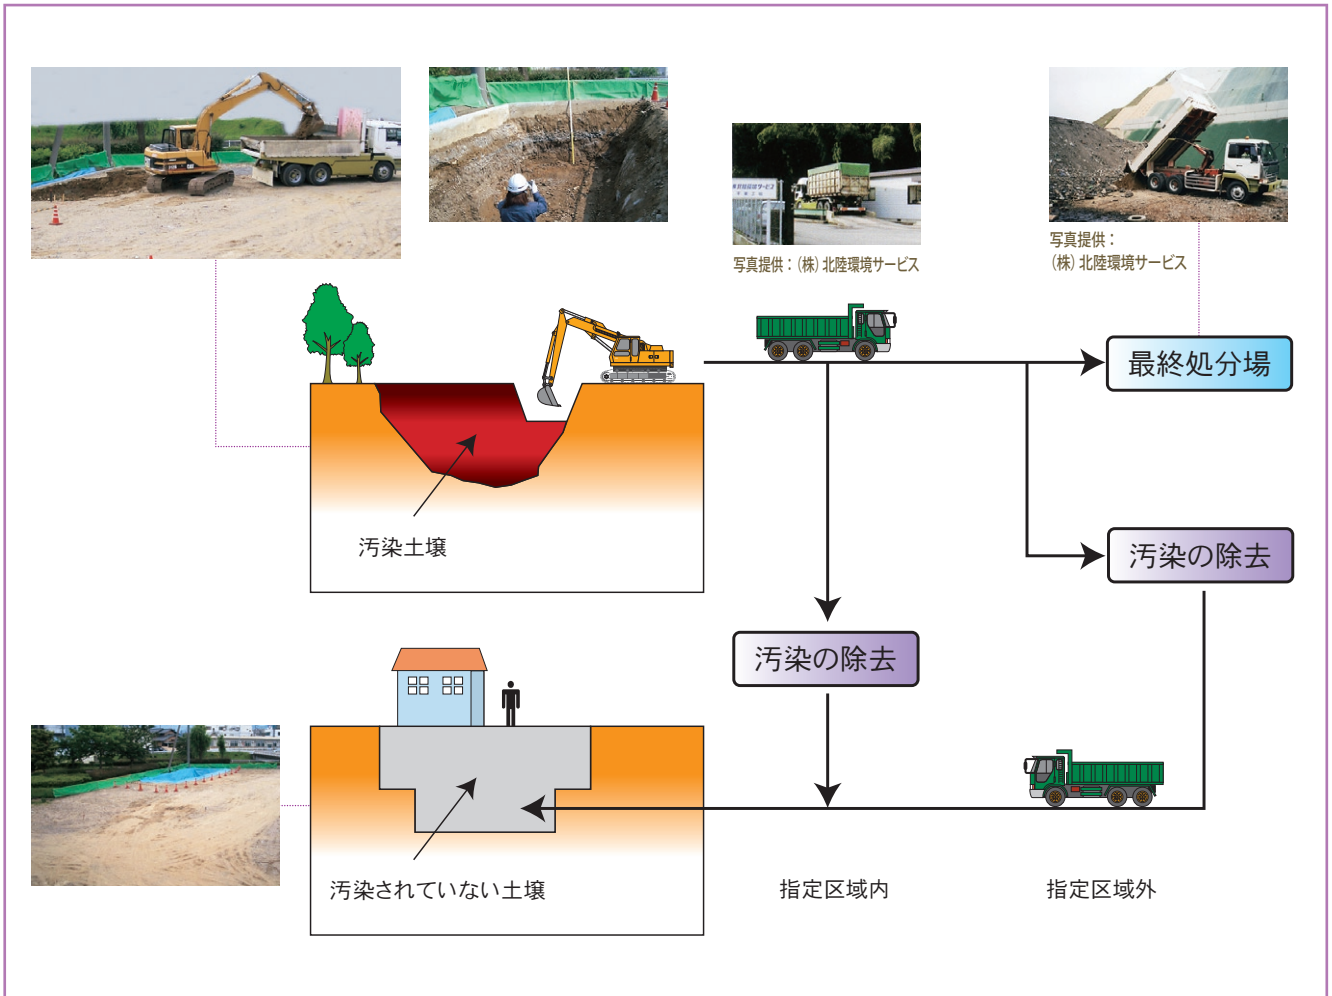 写真提供：(株)北陸環境サービス
写真提供：
(株)北陸環境サービス
最終処分場
汚染土壌
汚染の除去
汚染の除去
汚染されていない土壌
指定区域内
指定区域外